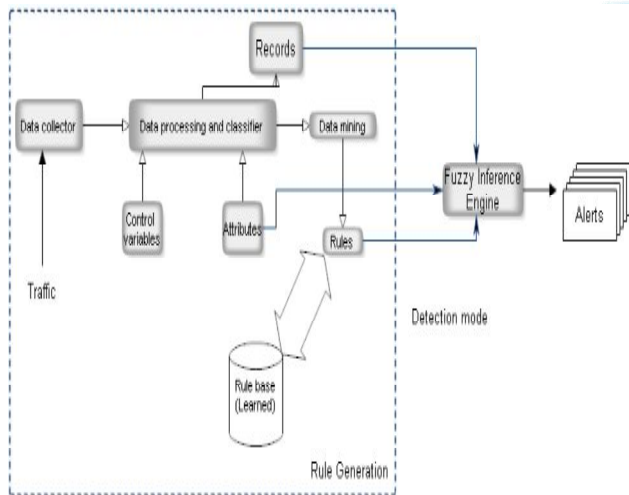 Records
Data collector
Data processing and classifier
Data mining
Fuzzy Inference
Engine
Alerts
Control
variables
Attributes
Rules
Traffic
Detection mode
Rule base
(Learned)
Rule Generation